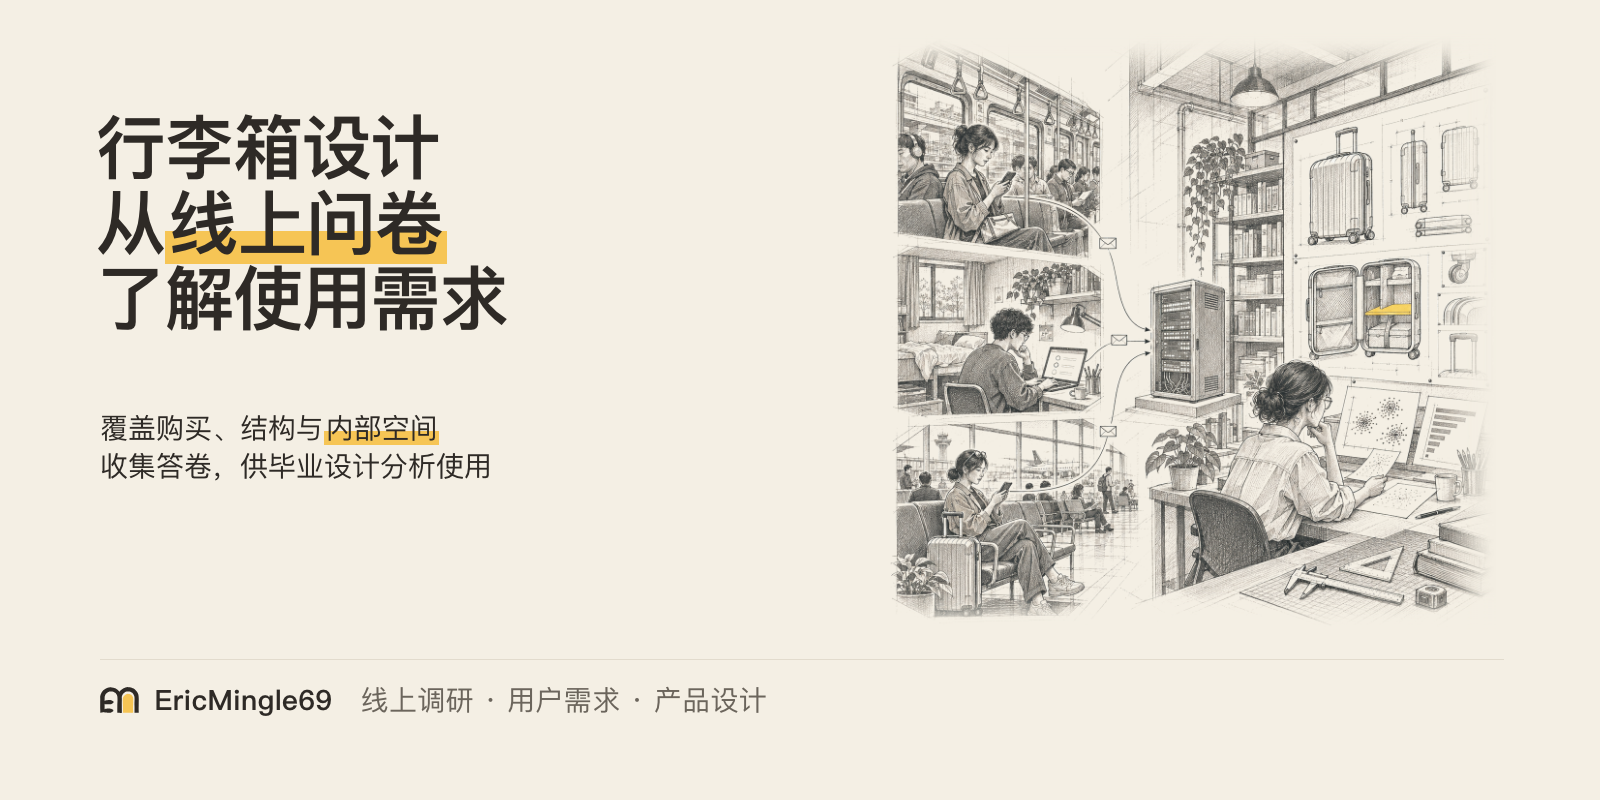 行李箱设计
从线上问卷
了解使用需求
覆盖购买、结构与内部空间
收集答卷，供毕业设计分析使用
EricMingle69 线上调研 · 用户需求 · 产品设计